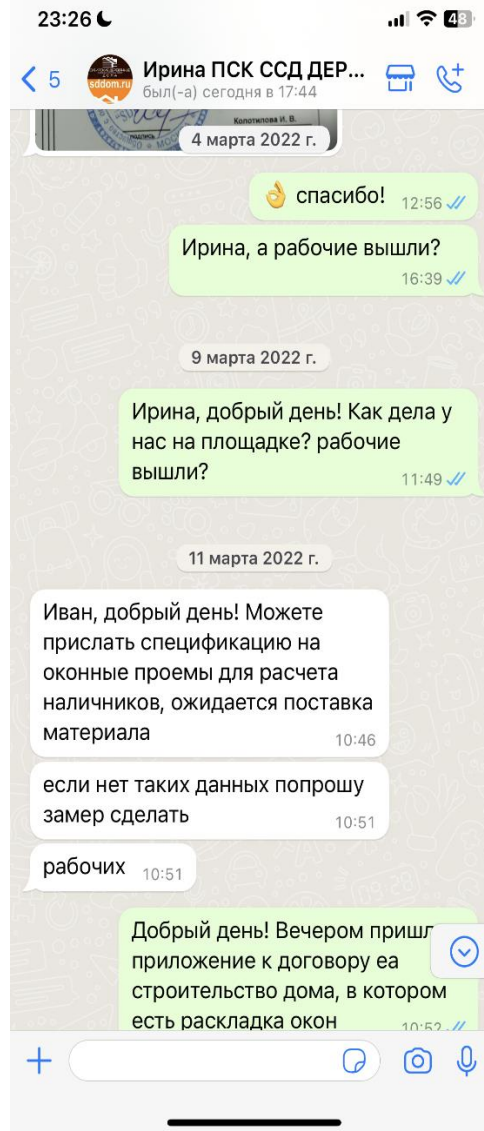 23:26
48
5
sddom.ru
Ирина ПСК ССД ДЕР...
был(-а) сегодня в 17:44
Колотилова И. В.
подпись
4 марта 2022 г.
👌 спасибо! 12:56
Ирина, а рабочие вышли?
16:39
9 марта 2022 г.
Ирина, добрый день! Как дела у
нас на площадке? рабочие
вышли?
11:49
11 марта 2022 г.
Иван, добрый день! Можете
прислать спецификацию на
оконные проемы для расчета
наличников, ожидается поставка
материала
10:46
если нет таких данных попрошу
замер сделать
10:51
рабочих 10:51
Добрый день! Вечером пришл
приложение к договору еа
строительство дома, в котором
есть раскладка окон
10:52